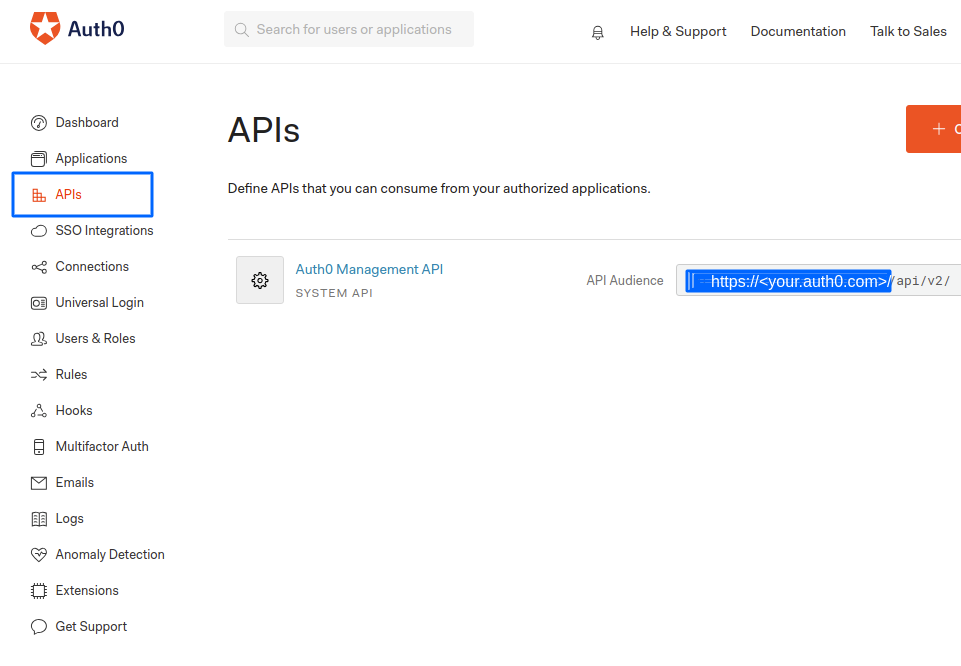 Auth0
Search for users or applications
Help & Support
Documentation
Talk to Sales
Dashboard
Applications
APIs
SSO Integrations
Connections
Universal Login
Users & Roles
Rules
Hooks
Multifactor Auth
Emails
Logs
Anomaly Detection
Extensions
Get Support
APIs
+
Define APIs that you can consume from your authorized applications.
Auth0 Management API
SYSTEM API
API Audience
https://<your.auth0.com>//api/v2/